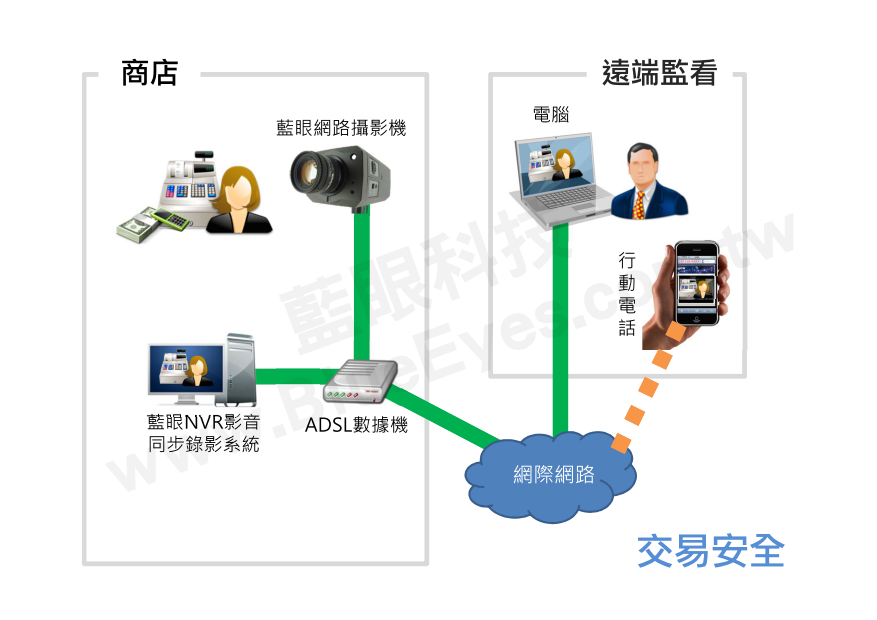 商店
遠端監看
藍眼網路攝影機
電腦
行動電話
藍眼NVR影音
同步錄影系統
ADSL數據機
網際網路
交易安全
藍眼科技
www.BlueEyes.com.tw